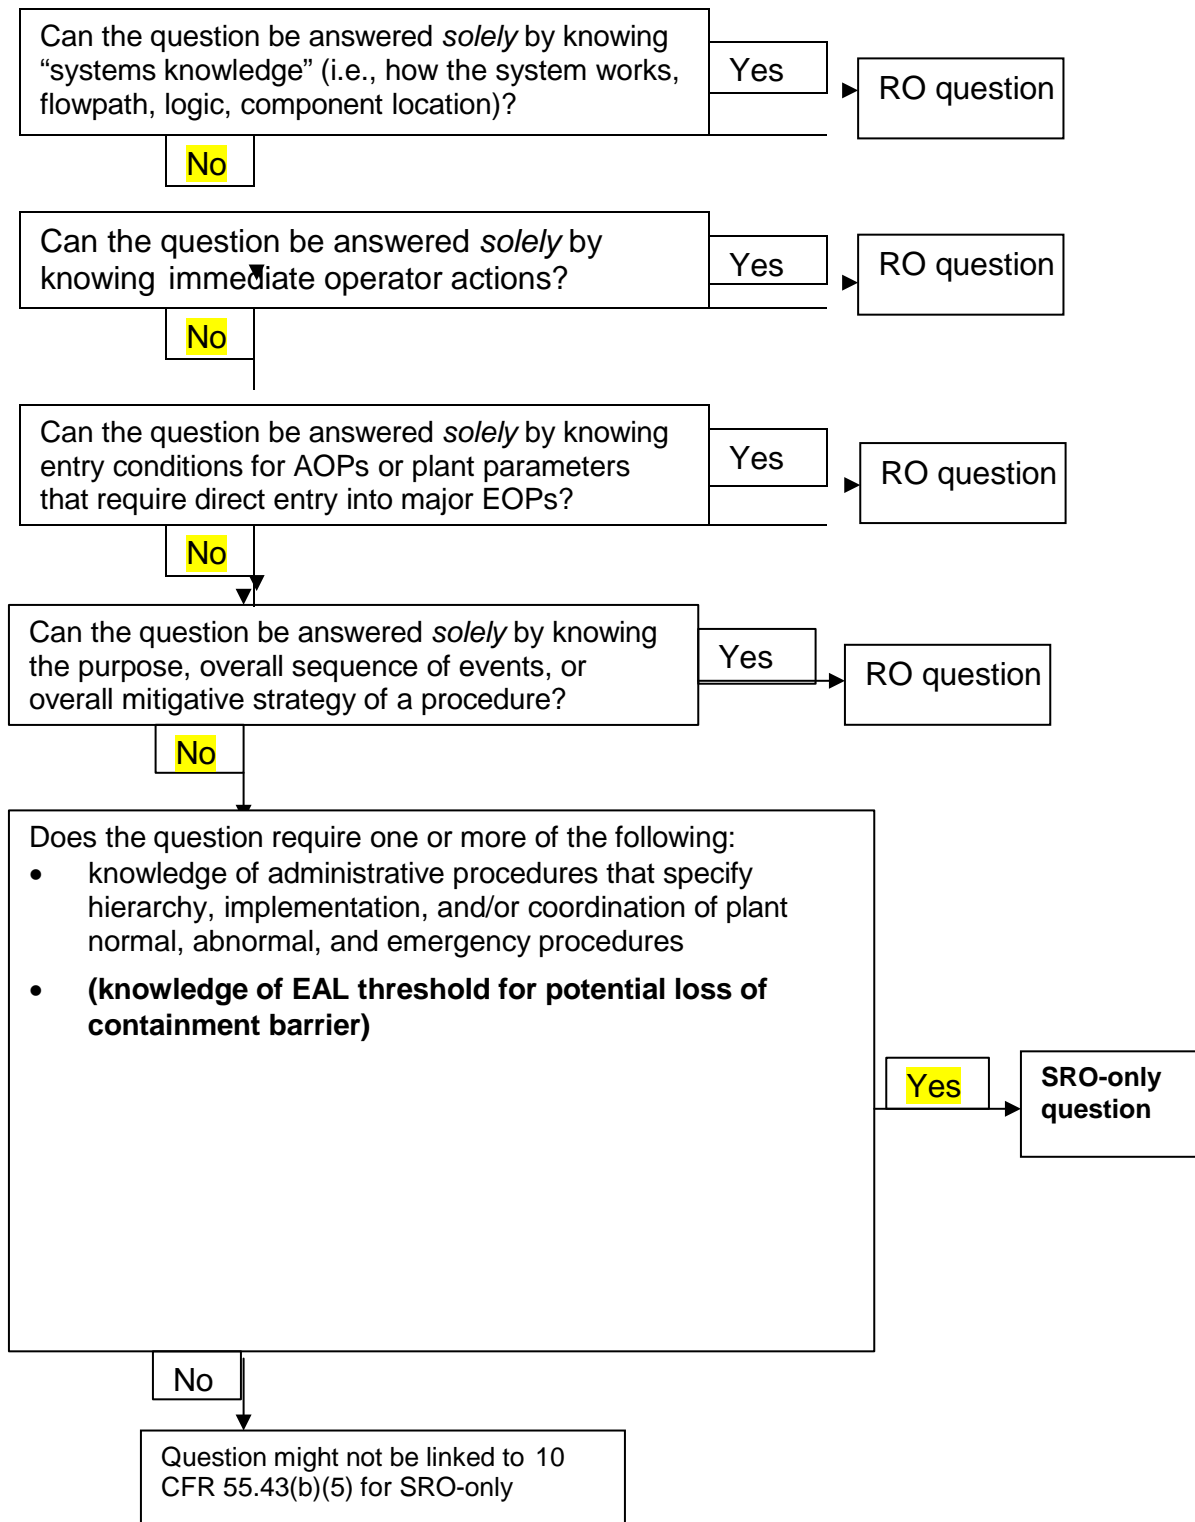 Can the question be answered solely by knowing
“systems knowledge” (i.e., how the system works,
flowpath, logic, component location)?
Yes
RO question
No
Can the question be answered solely by
knowing immediate operator actions?
Yes
RO question
No
Can the question be answered solely by knowing
entry conditions for AOPs or plant parameters
that require direct entry into major EOPs?
Yes
RO question
No
Can the question be answered solely by knowing
the purpose, overall sequence of events, or
overall mitigative strategy of a procedure?
Yes
RO question
No
Does the question require one or more of the following:
• knowledge of administrative procedures that specify
hierarchy, implementation, and/or coordination of plant
normal, abnormal, and emergency procedures
• (knowledge of EAL threshold for potential loss of
containment barrier)
Yes
SRO-only
question
No
Question might not be linked to 10
CFR 55.43(b)(5) for SRO-only